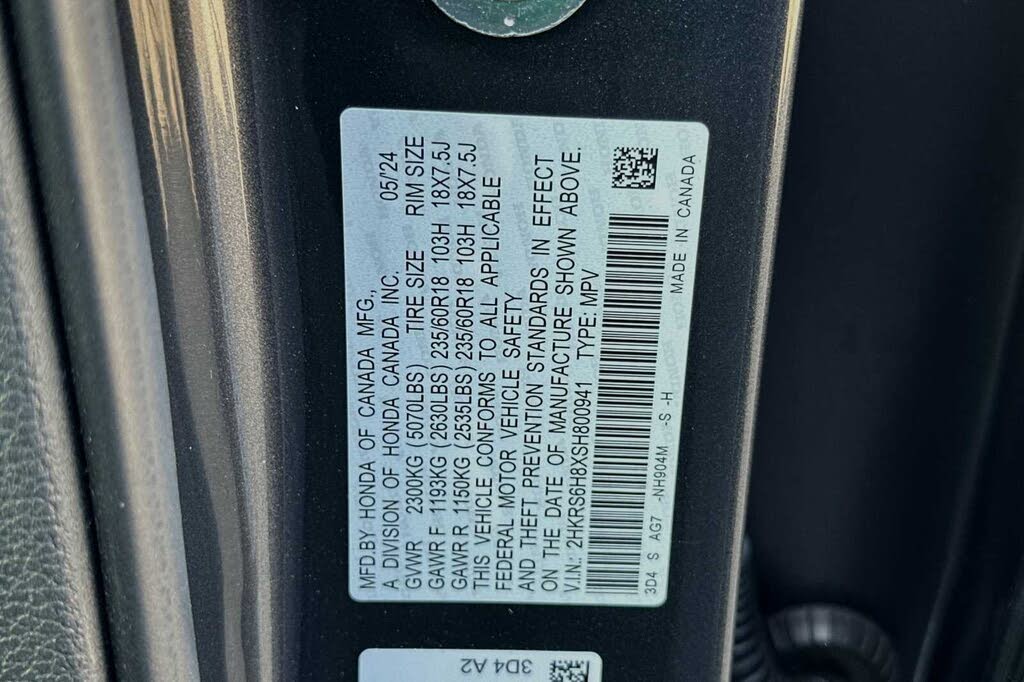 MFD.BY HONDA OF CANADA MFG.,
A DIVISION OF HONDA CANADA INC. 05/'24
GVWR 2300KG (5070LBS) TIRE SIZE RIM SIZE
GAWR F 1193KG (2630LBS) 235/60R18 103H 18X7.5J
GAWR R 1150KG (2535LBS) 235/60R18 103H 18X7.5J
THIS VEHICLE CONFORMS TO ALL APPLICABLE
FEDERAL MOTOR VEHICLE SAFETY
AND THEFT PREVENTION STANDARDS IN EFFECT
ON THE DATE OF MANUFACTURE SHOWN ABOVE.
V.I.N.: 2HKRS6H8XSH800941 TYPE: MPV
3D4 S AG7 -NH904M -S -H MADE IN CANADA
3D4 A2